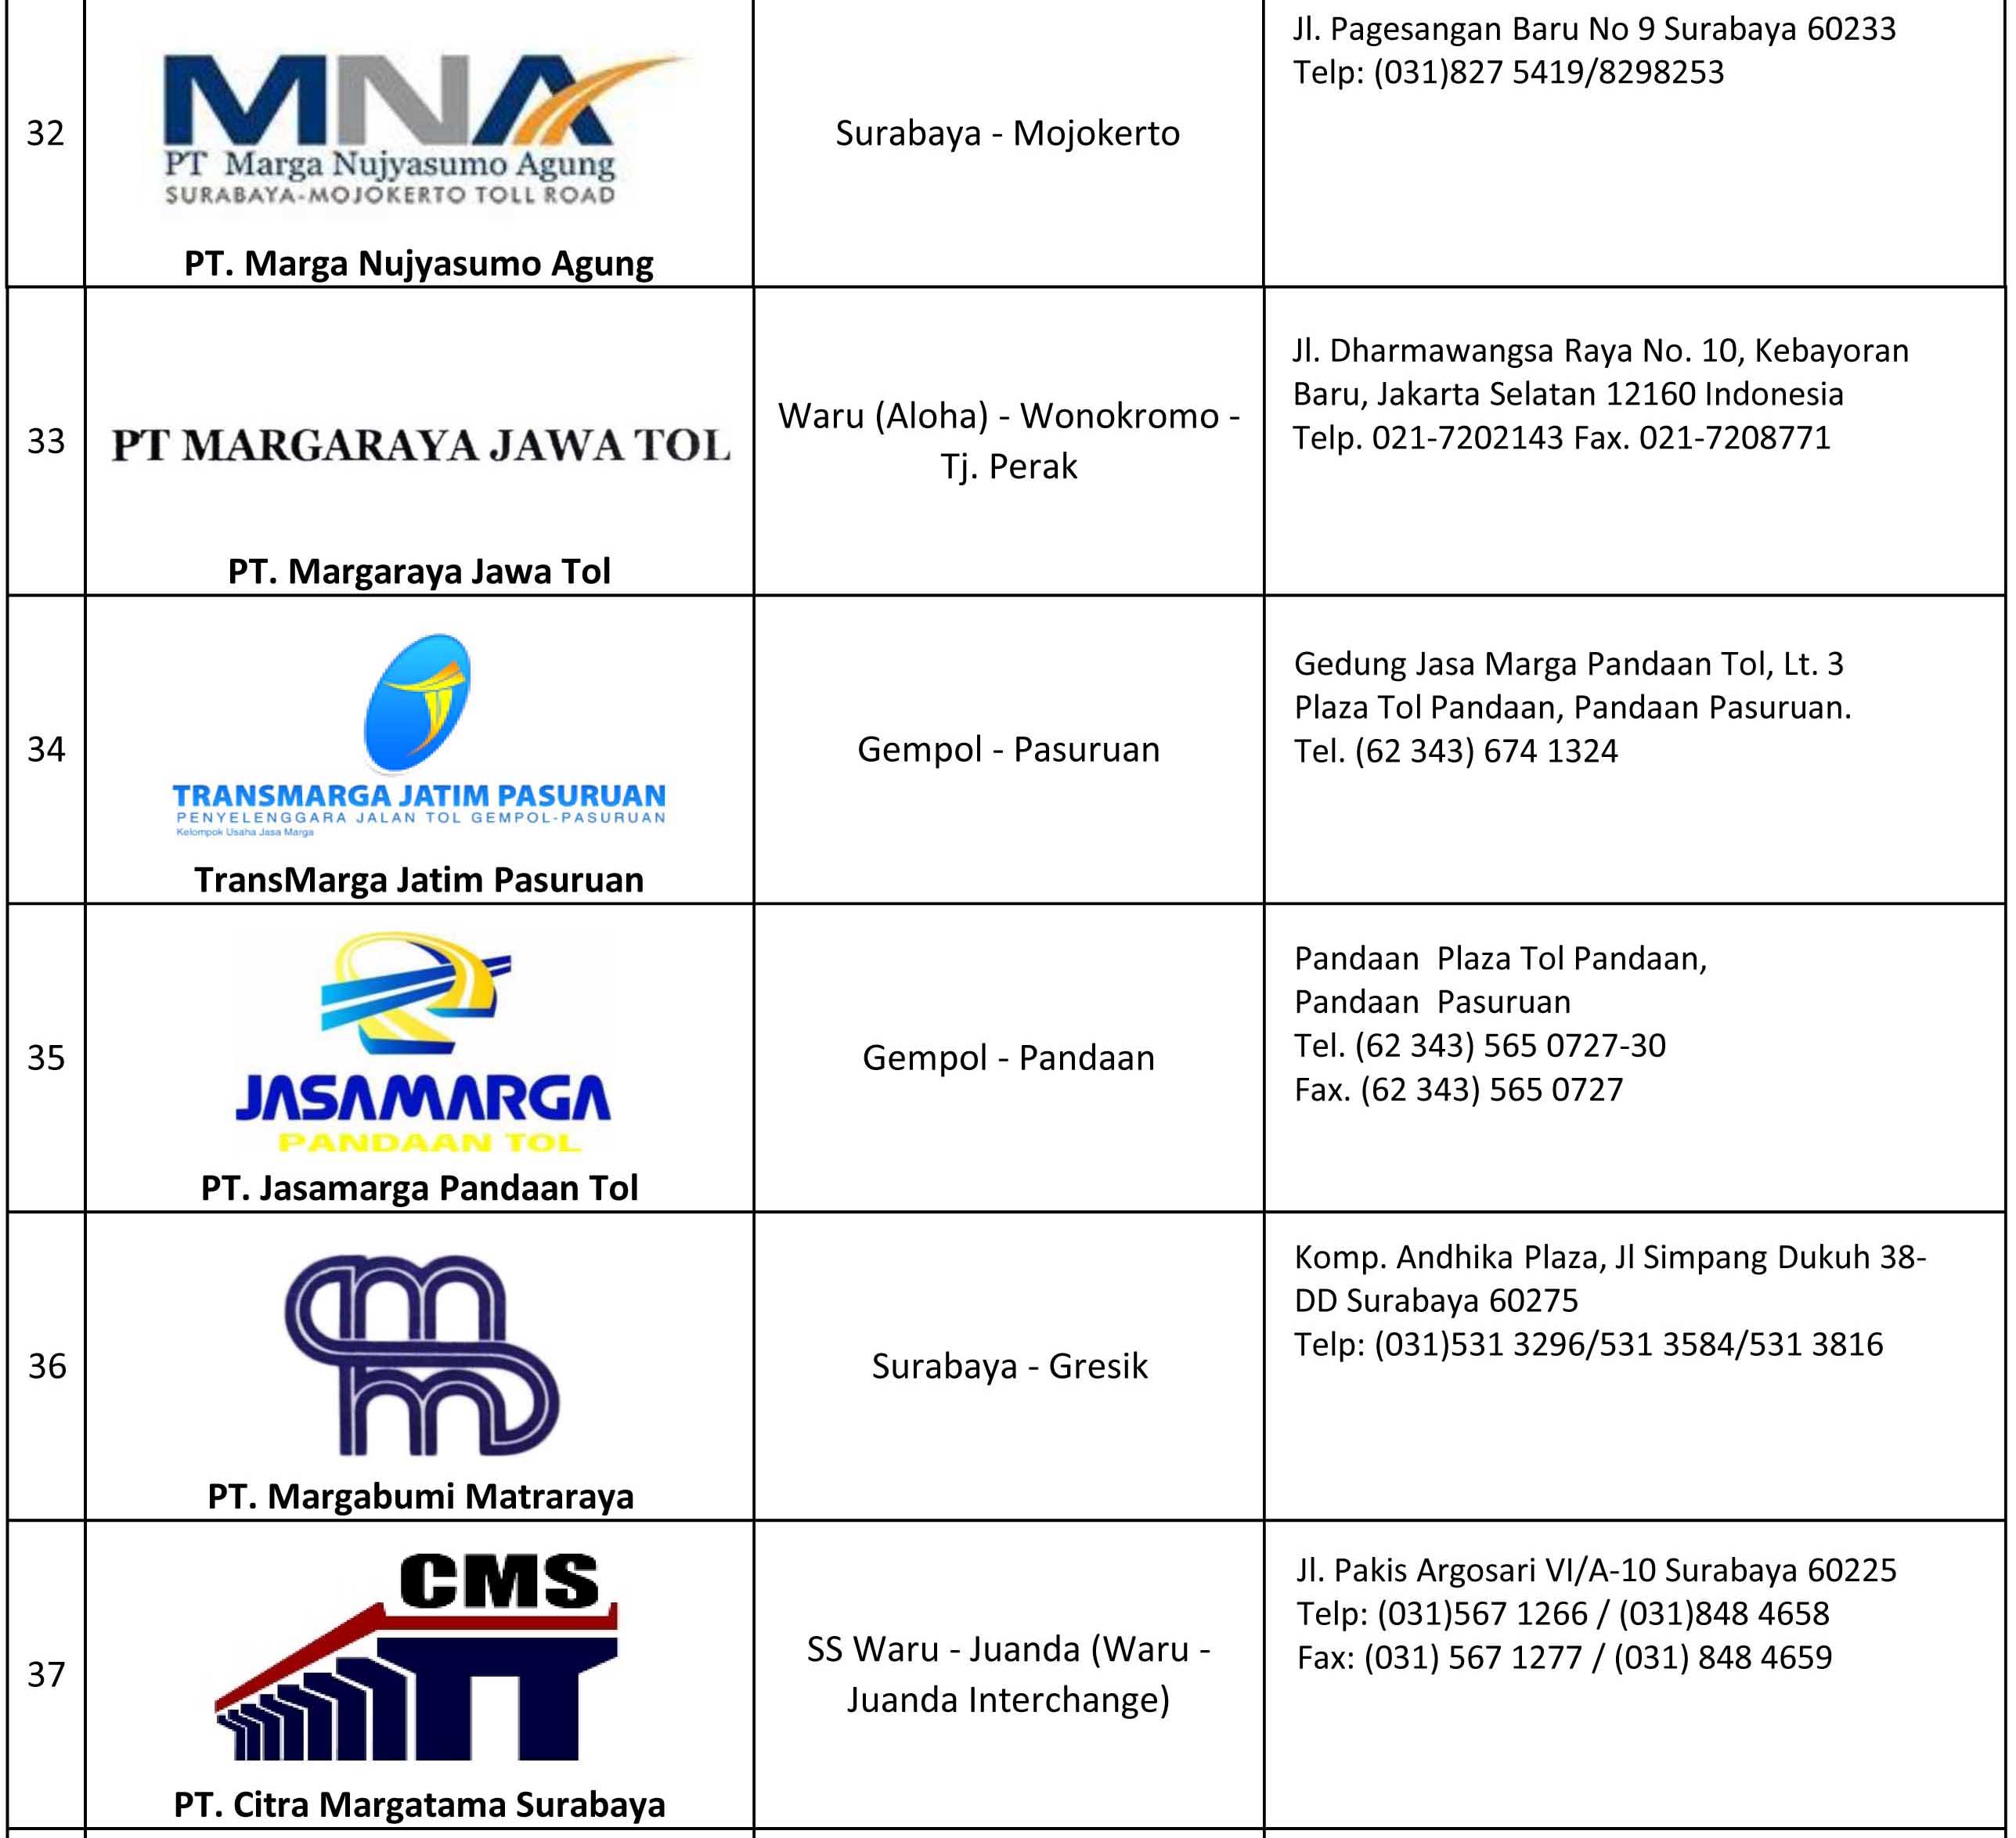 32
MNA
PT Marga Nujyasumo Agung
SURABAYA-MOJOKERTO TOLL ROAD
PT. Marga Nujyasumo Agung
Surabaya - Mojokerto
Jl. Pagesangan Baru No 9 Surabaya 60233
Telp: (031)827 5419/8298253
33
PT MARGARAYA JAWA TOL
PT. Margaraya Jawa Tol
Waru (Aloha) - Wonokromo -
Tj. Perak
Jl. Dharmawangsa Raya No. 10, Kebayoran
Baru, Jakarta Selatan 12160 Indonesia
Telp. 021-7202143 Fax. 021-7208771
34
TRANSMARGA JATIM PASURUAN
PENYELENGGARA JALAN TOL GEMPOL-PASURUAN
Kelompok Usaha Jasa Marga
TransMarga Jatim Pasuruan
Gempol - Pasuruan
Gedung Jasa Marga Pandaan Tol, Lt. 3
Plaza Tol Pandaan, Pandaan Pasuruan.
Tel. (62 343) 674 1324
35
JASAMARGA
PANDAAN TOL
PT. Jasamarga Pandaan Tol
Gempol - Pandaan
Pandaan  Plaza Tol Pandaan,
Pandaan  Pasuruan
Tel. (62 343) 565 0727-30
Fax. (62 343) 565 0727
36
PT. Margabumi Matraraya
Surabaya - Gresik
Komp. Andhika Plaza, Jl Simpang Dukuh 38-
DD Surabaya 60275
Telp: (031)531 3296/531 3584/531 3816
37
CMS
PT. Citra Margatama Surabaya
SS Waru - Juanda (Waru -
Juanda Interchange)
Jl. Pakis Argosari VI/A-10 Surabaya 60225
Telp: (031)567 1266 / (031)848 4658
Fax: (031) 567 1277 / (031) 848 4659